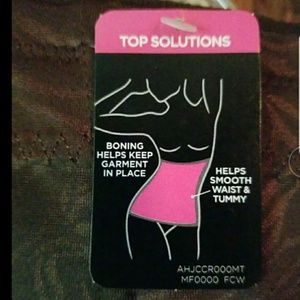 TOP SOLUTIONS
BONING
HELPS KEEP
GARMENT
IN PLACE
HELPS
SMOOTH
WAIST &
TUMMY
AHJCCR000MT
MF0000 FCW